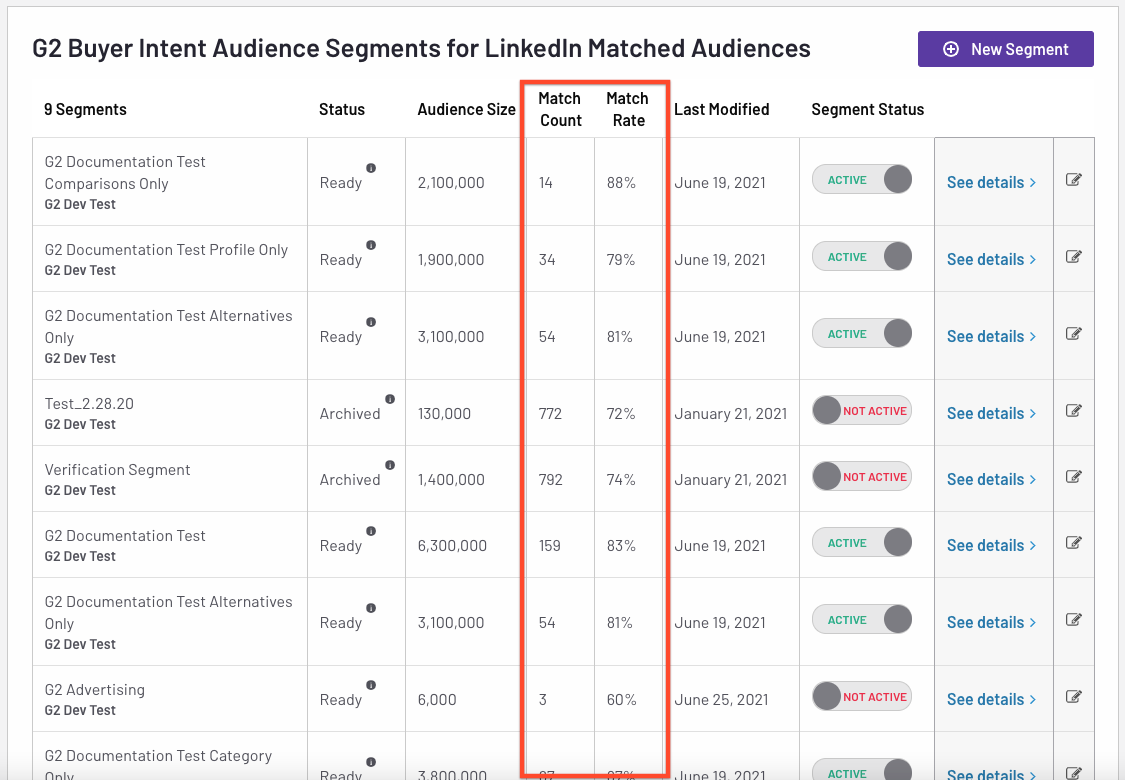 G2 Buyer Intent Audience Segments for LinkedIn Matched Audiences
New Segment
9 Segments Status Audience Size Match Count Match Rate Last Modified Segment Status
G2 Documentation Test
Comparisons Only
G2 Dev Test
Ready 2,100,000 14 88% June 19, 2021 ACTIVE See details >
G2 Documentation Test Profile Only
G2 Dev Test
Ready 1,900,000 34 79% June 19, 2021 ACTIVE See details >
G2 Documentation Test Alternatives
Only
G2 Dev Test
Ready 3,100,000 54 81% June 19, 2021 ACTIVE See details >
Test_2.28.20
G2 Dev Test
Archived 130,000 772 72% January 21, 2021 NOT ACTIVE See details >
Verification Segment
G2 Dev Test
Archived 1,400,000 792 74% January 21, 2021 NOT ACTIVE See details >
G2 Documentation Test
G2 Dev Test
Ready 6,300,000 159 83% June 19, 2021 ACTIVE See details >
G2 Documentation Test Alternatives
Only
G2 Dev Test
Ready 3,100,000 54 81% June 19, 2021 ACTIVE See details >
G2 Advertising
G2 Dev Test
Ready 6,000 3 60% June 25, 2021 NOT ACTIVE See details >
G2 Documentation Test Category
Only
Ready 3,800,000 June 19, 2021 ACTIVE See details >